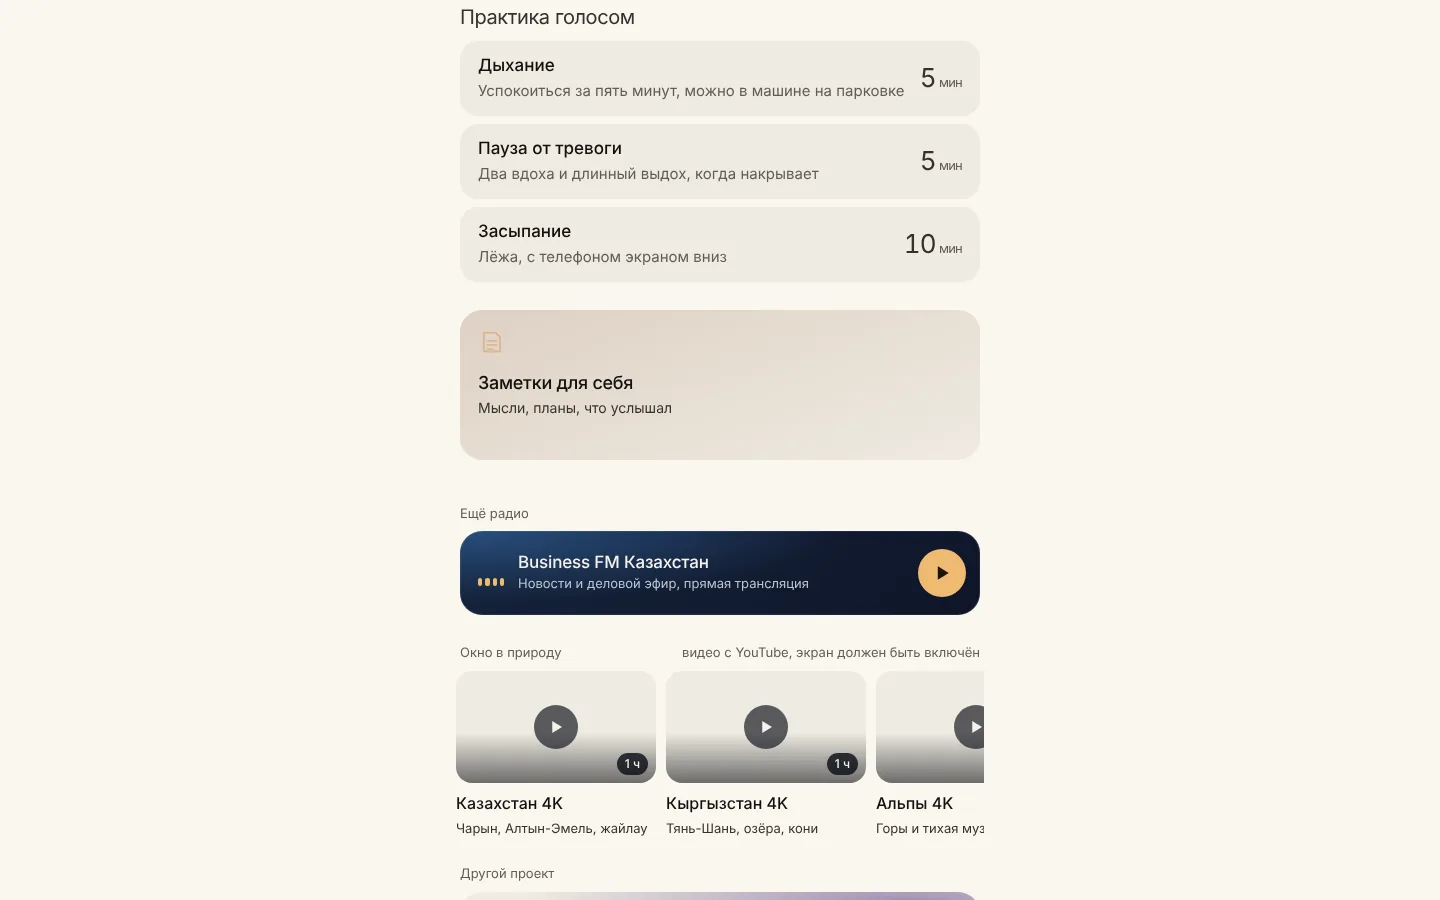 Практика голосом
Дыхание
Успокоиться за пять минут, можно в машине на парковке
5 мин
Пауза от тревоги
Два вдоха и длинный выдох, когда накрывает
5 мин
Засыпание
Лёжа, с телефоном экраном вниз
10 мин
Заметки для себя
Мысли, планы, что услышал
Ещё радио
Business FM Казахстан
Новости и деловой эфир, прямая трансляция
Окно в природу
видео с YouTube, экран должен быть включён
1 ч
1 ч
Казахстан 4K
Чарын, Алтын-Эмель, жайлау
Кыргызстан 4K
Тянь-Шань, озёра, кони
Альпы 4K
Горы и тихая
Другой проект